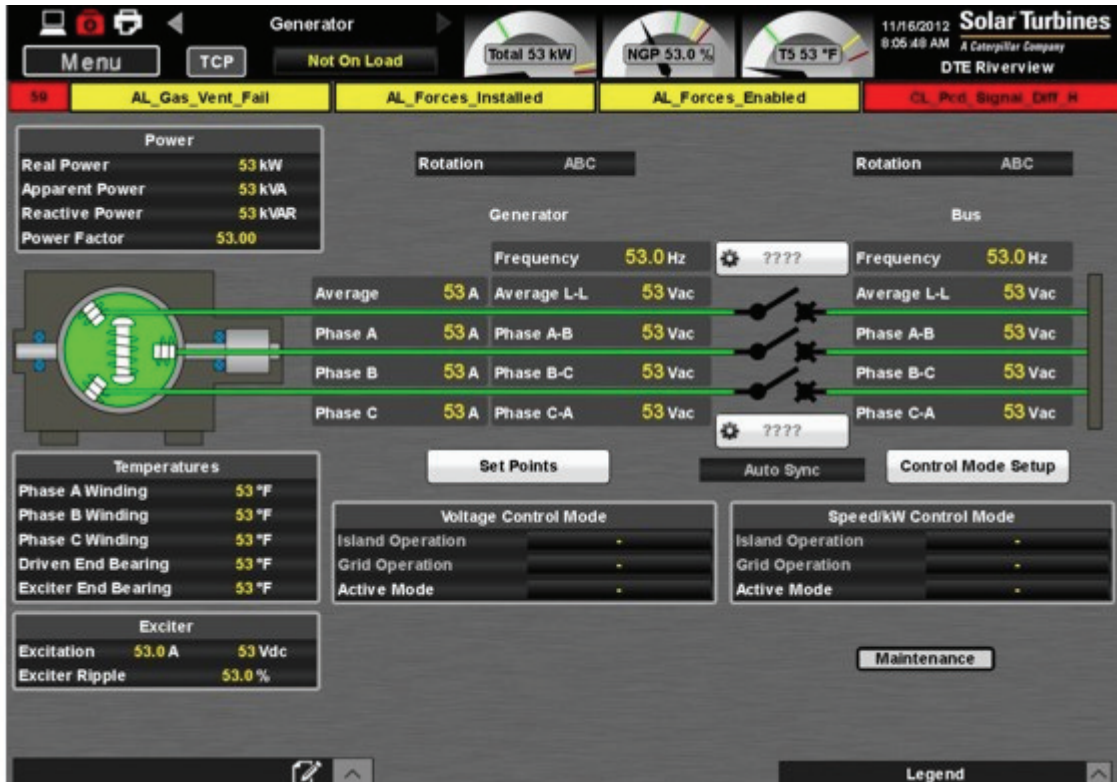 Generator
11/16/2012
Solar Turbines
8:05:48 AM
A Caterpillar Company
Menu
TCP
Not On Load
Total 53 kW
NGP 53.0 %
T5 53 °F
DTE Riverview
59
AL_Gas_Vent_Fail
AL_Forces_Installed
AL_Forces_Enabled
CL_Pcd_Signal_Diff_H
Power
Real Power 53 kW
Apparent Power 53 kVA
Reactive Power 53 kVAR
Power Factor 53.00
Rotation ABC
Rotation ABC
Generator
Bus
Frequency 53.0 Hz
????
Frequency 53.0 Hz
Average 53 A Average L-L 53 Vac
Average L-L 53 Vac
Phase A 53 A Phase A-B 53 Vac
Phase A-B 53 Vac
Phase B 53 A Phase B-C 53 Vac
Phase B-C 53 Vac
Phase C 53 A Phase C-A 53 Vac
Phase C-A 53 Vac
????
Set Points
Auto Sync
Control Mode Setup
Temperatures
Phase A Winding 53 °F
Phase B Winding 53 °F
Phase C Winding 53 °F
Driven End Bearing 53 °F
Exciter End Bearing 53 °F
Voltage Control Mode
Island Operation -
Grid Operation -
Active Mode -
Speed/kW Control Mode
Island Operation -
Grid Operation -
Active Mode -
Exciter
Excitation 53.0 A 53 Vdc
Exciter Ripple 53.0 %
Maintenance
Legend